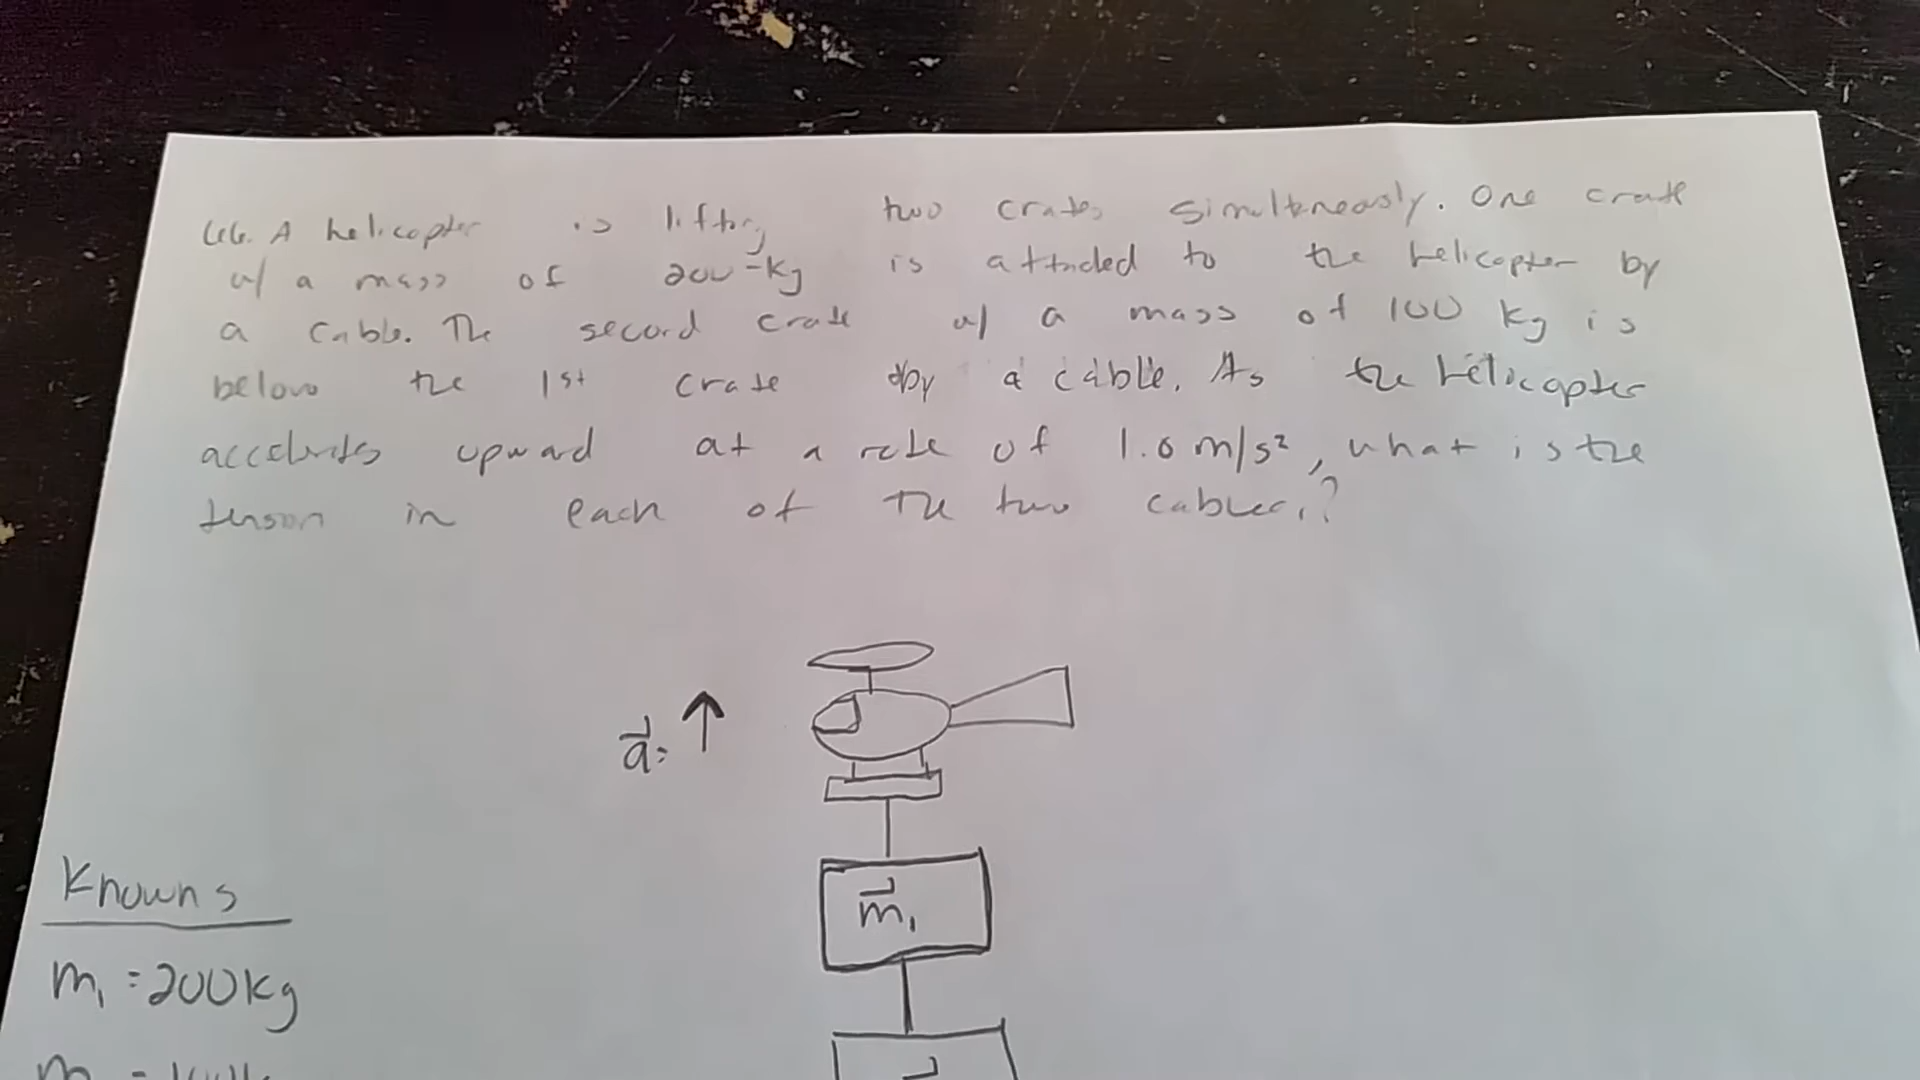 66. A helicopter is lifting two crates simultaneously. One crate
w/ a mass of 200-kg is attached to the helicopter by
a cable. The second crate w/ a mass of 100 kg is
below the 1st crate by a cable. As the helicopter
accelerates upward at a rate of 1.0 m/s², what is the
tension in each of the two cables?
a:
m₁
Knowns
m₁ = 200kg